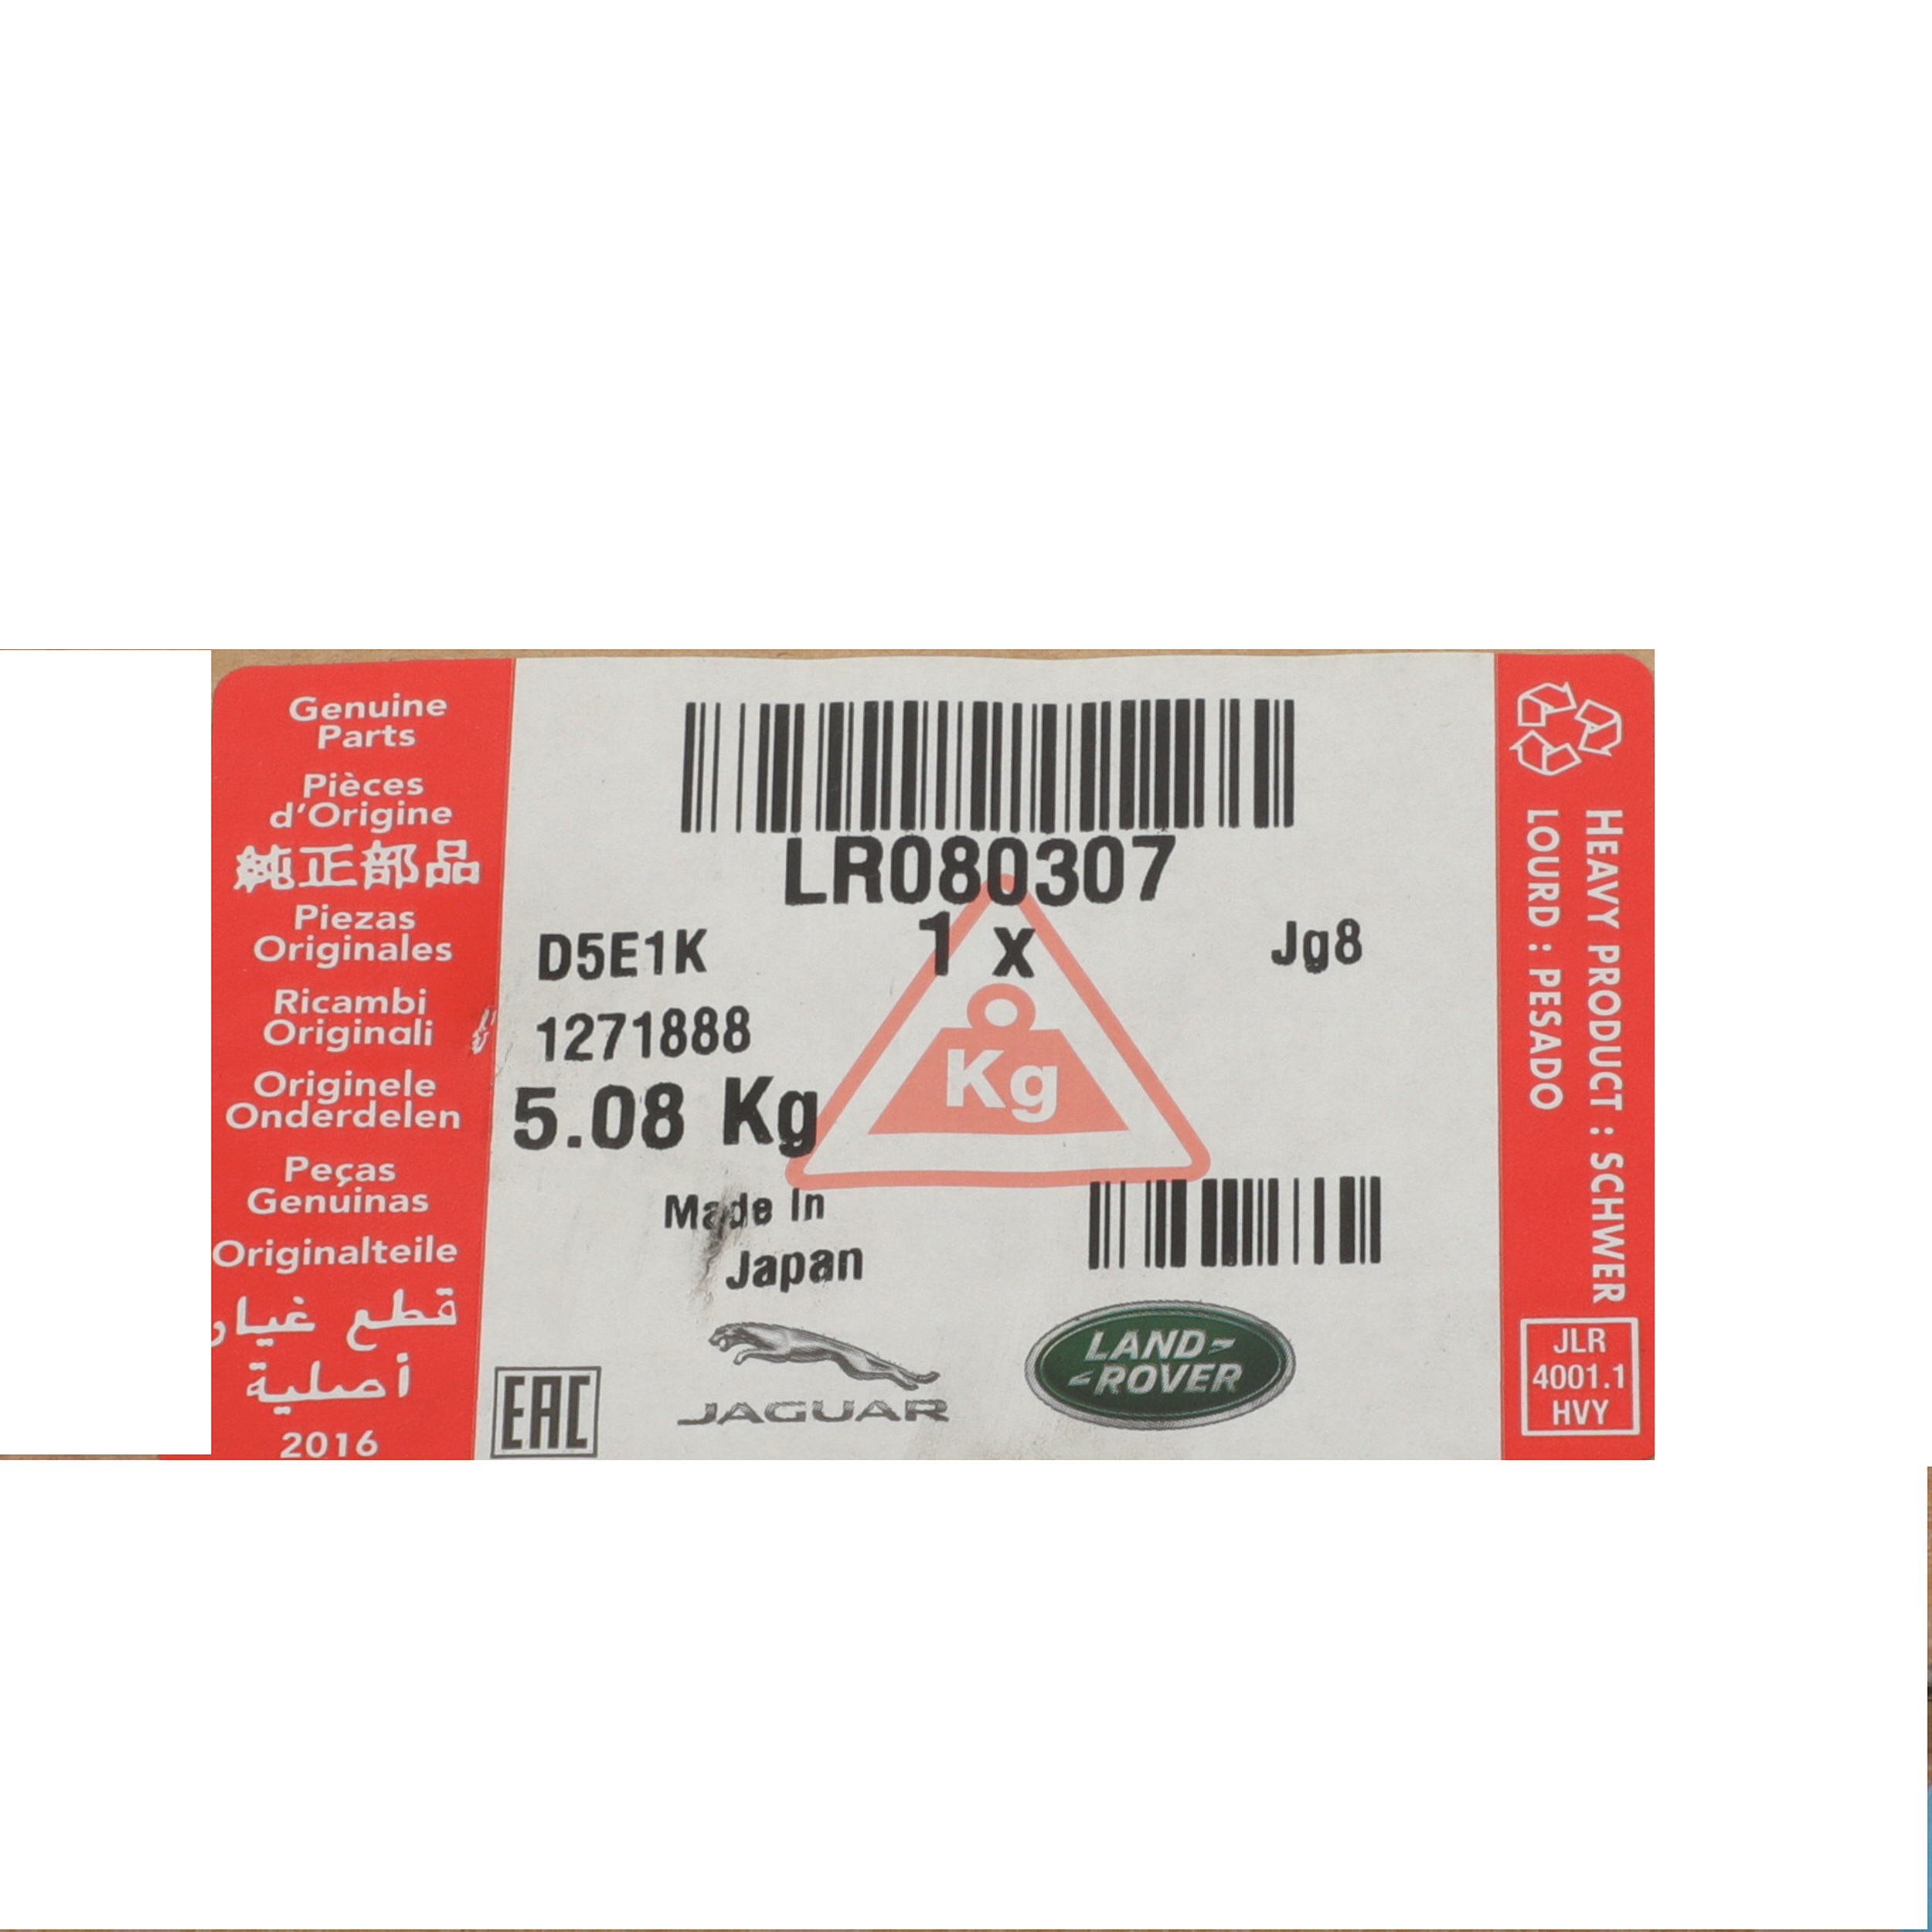 Genuine
Parts
Pièces
d'Origine
純正部品
Piezas
Originales
Ricambi
Originali
Originele
Onderdelen
Peças
Genuinas
Originalteile
قطع غيار
أصلية
2016
LR080307
D5E1K
1 x
Jg8
1271888
5.08 Kg
Kg
Made In
Japan
EAC
JAGUAR
LAND
ROVER
HEAVY PRODUCT : SCHWER
LOURD : PESADO
JLR
4001.1
HVY